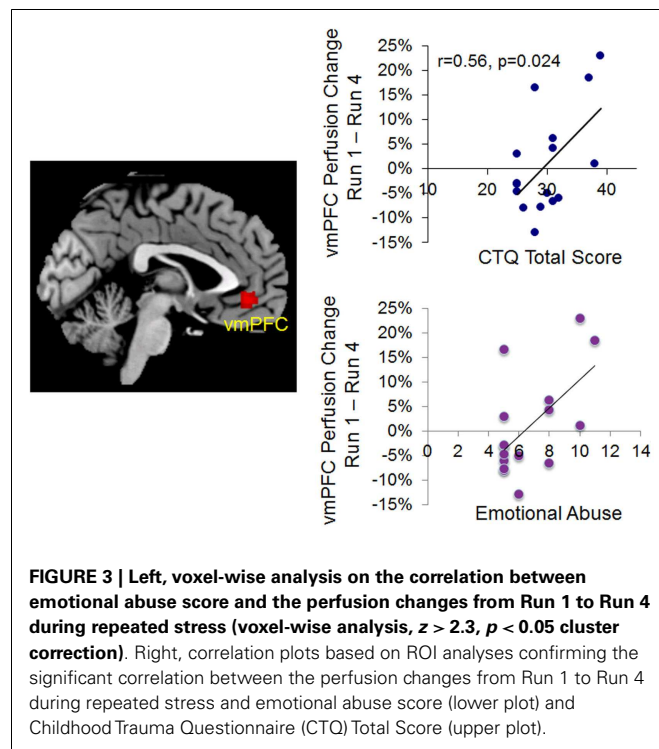 25%
20%
15%
10%
5%
0%
-5%
-10%
-15%
10 20 30 40
r=0.56, p=0.024
vmPFC Perfusion Change
Run 1 – Run 4
CTQ Total Score
vmPFC
25%
20%
15%
10%
5%
0%
-5%
-10%
-15%
0 2 4 6 8 10 12 14
vmPFC Perfusion Change
Run 1 – Run 4
Emotional Abuse
FIGURE 3 | Left, voxel-wise analysis on the correlation between
emotional abuse score and the perfusion changes from Run 1 to Run 4
during repeated stress (voxel-wise analysis, z > 2.3, p < 0.05 cluster
correction). Right, correlation plots based on ROI analyses confirming the
significant correlation between the perfusion changes from Run 1 to Run 4
during repeated stress and emotional abuse score (lower plot) and
Childhood Trauma Questionnaire (CTQ) Total Score (upper plot).